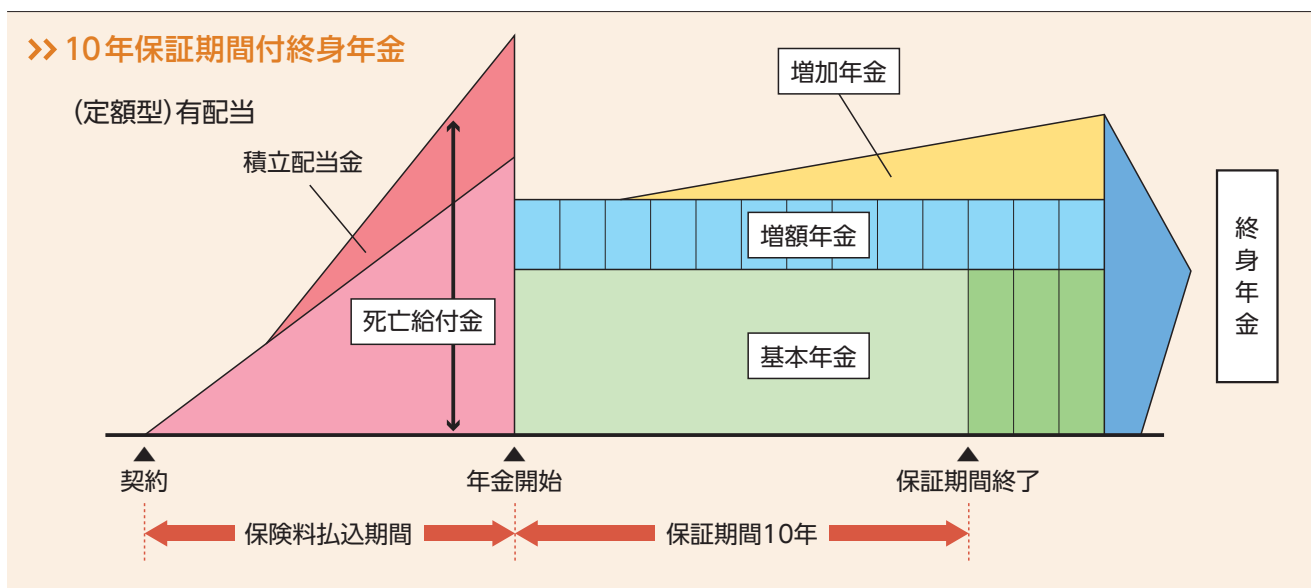 >> 10年保証期間付終身年金
(定額型)有配当
積立配当金
死亡給付金
増加年金
増額年金
基本年金
終身年金
契約
年金開始
保証期間終了
保険料払込期間
保証期間10年